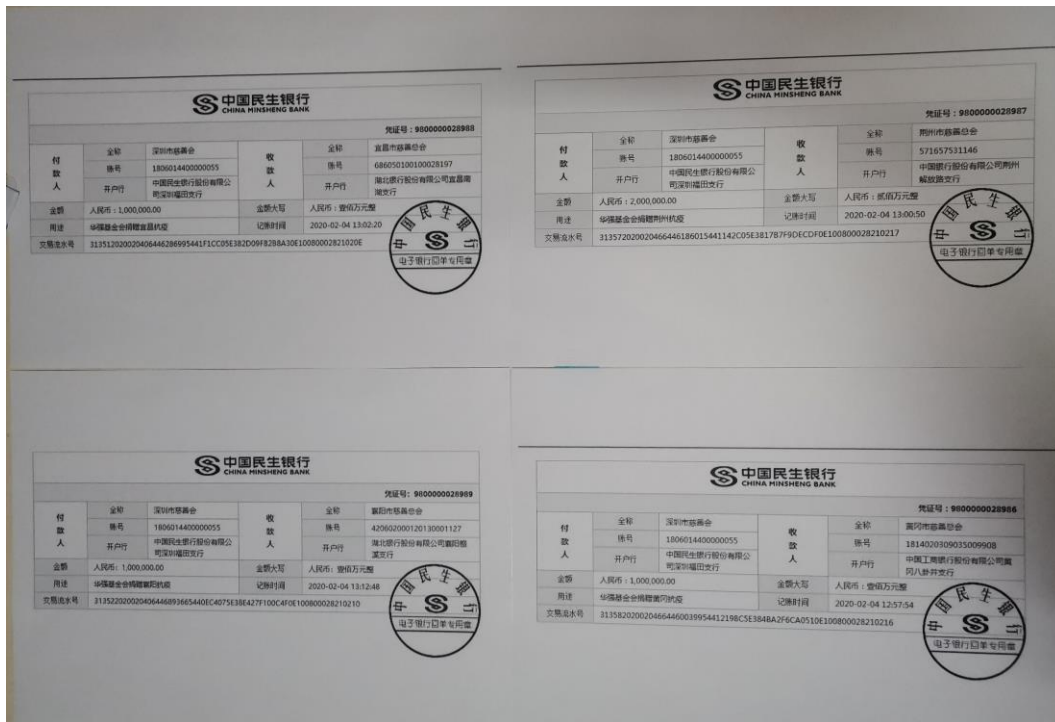 中国民生银行
CHINA MINSHENG BANK
凭证号：9800000028988
付款人
全称 深圳市慈善会
账号 1806014400000055
开户行 中国民生银行股份有限公
司深圳福田支行
收款人
全称 宜昌市慈善总会
账号 686050100100028197
开户行 湖北银行股份有限公司宜昌南
湖支行
金额 人民币：1,000,000.00 金额大写 人民币：壹佰万元整
用途 华强基金会捐赠宜昌抗疫 记账时间 2020-02-04 13:02:20
交易流水号
中国民生银行
电子银行回单专用章
中国民生银行
CHINA MINSHENG BANK
凭证号：9800000028987
付款人
全称 深圳市慈善会
账号 1806014400000055
开户行 中国民生银行股份有限公
司深圳福田支行
收款人
全称 荆州市慈善总会
账号 571657531146
开户行 中国银行股份有限公司荆州
解放路支行
金额 人民币：2,000,000.00 金额大写 人民币：贰佰万元整
用途 华强基金会捐赠荆州抗疫 记账时间 2020-02-04 13:00:50
交易流水号
中国民生银行
电子银行回单专用章
中国民生银行
CHINA MINSHENG BANK
凭证号：9800000028989
付款人
全称 深圳市慈善会
账号 1806014400000055
开户行 中国民生银行股份有限公
司深圳福田支行
收款人
全称 襄阳市慈善总会
账号 420602000120130001127
开户行 湖北银行股份有限公司襄阳檀
溪支行
金额 人民币：1,000,000.00 金额大写 人民币：壹佰万元整
用途 华强基金会捐赠襄阳抗疫 记账时间 2020-02-04 13:12:48
交易流水号
中国民生银行
电子银行回单专用章
中国民生银行
CHINA MINSHENG BANK
凭证号：9800000028986
付款人
全称 深圳市慈善会
账号 1806014400000055
开户行 中国民生银行股份有限公
司深圳福田支行
收款人
全称 黄冈市慈善总会
账号 1814020309035009908
开户行 中国工商银行股份有限公司黄
冈八卦井支行
金额 人民币：1,000,000.00 金额大写 人民币：壹佰万元整
用途 华强基金会捐赠黄冈抗疫 记账时间 2020-02-04 12:57:54
交易流水号
中国民生银行
电子银行回单专用章